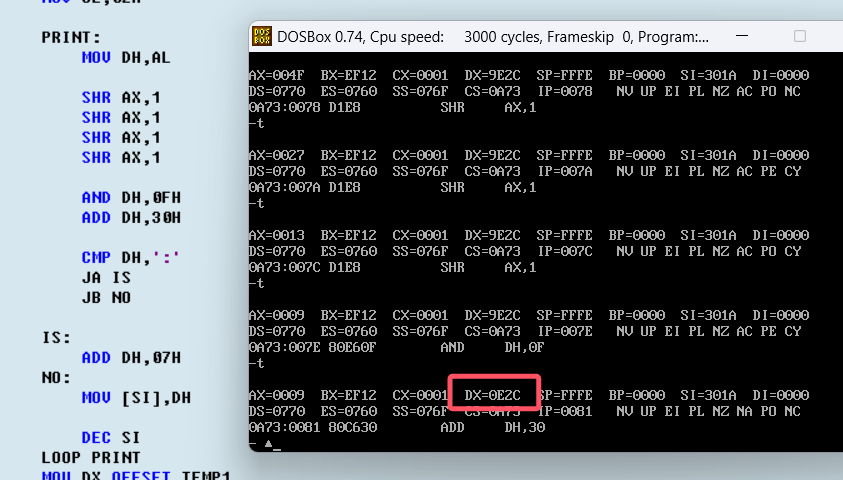 MOV CL,02H
PRINT:
MOV DH,AL
SHR AX,1
SHR AX,1
SHR AX,1
SHR AX,1
AND DH,0FH
ADD DH,30H
CMP DH,':'
JA IS
JB NO
IS:
ADD DH,07H
NO:
MOV [SI],DH
DEC SI
LOOP PRINT
MOV DX,OFFSET TEMP1
DOSBox 0.74, Cpu speed: 3000 cycles, Frameskip 0, Program:...
AX=004F BX=EF12 CX=0001 DX=9E2C SP=FFFE BP=0000 SI=301A DI=0000
DS=0770 ES=0760 SS=076F CS=0A73 IP=0078 NV UP EI PL NZ AC PO NC
0A73:0078 D1E8 SHR AX,1
-t
AX=0027 BX=EF12 CX=0001 DX=9E2C SP=FFFE BP=0000 SI=301A DI=0000
DS=0770 ES=0760 SS=076F CS=0A73 IP=007A NV UP EI PL NZ AC PE CY
0A73:007A D1E8 SHR AX,1
-t
AX=0013 BX=EF12 CX=0001 DX=9E2C SP=FFFE BP=0000 SI=301A DI=0000
DS=0770 ES=0760 SS=076F CS=0A73 IP=007C NV UP EI PL NZ AC PO CY
0A73:007C D1E8 SHR AX,1
-t
AX=0009 BX=EF12 CX=0001 DX=9E2C SP=FFFE BP=0000 SI=301A DI=0000
DS=0770 ES=0760 SS=076F CS=0A73 IP=007E NV UP EI PL NZ AC PE CY
0A73:007E 80E60F AND DH,0F
-t
AX=0009 BX=EF12 CX=0001 DX=0E2C SP=FFFE BP=0000 SI=301A DI=0000
DS=0770 ES=0760 SS=076F CS=0A73 IP=0081 NV UP EI PL NZ NA PO NC
0A73:0081 80C630 ADD DH,30
- ▲_